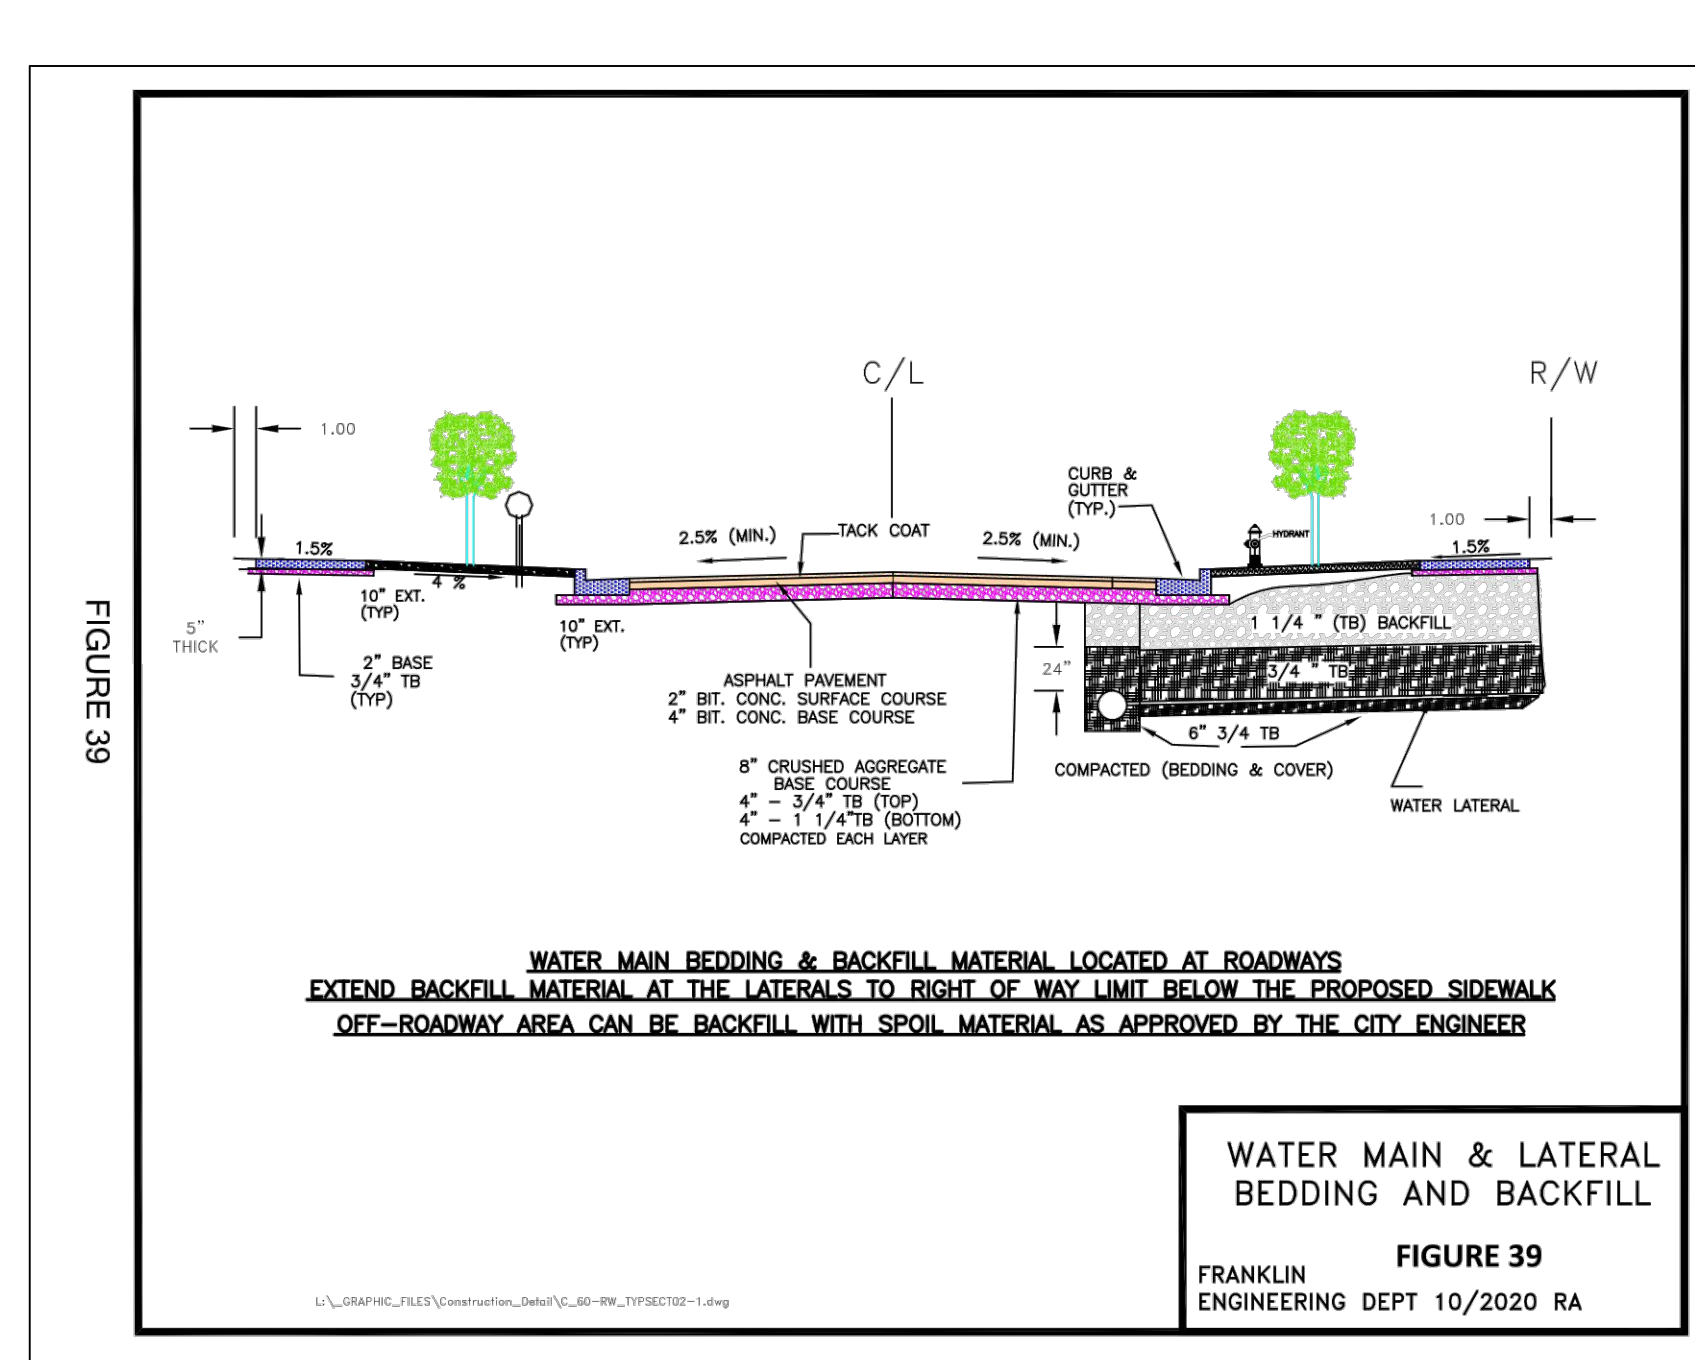 FIGURE 39
C/L
R/W
1.00
CURB &
GUTTER
(TYP.)
1.00
2.5% (MIN.)
TACK COAT
2.5% (MIN.)
HYDRANT
1.5%
1.5%
4 %
10” EXT.
(TYP)
10” EXT.
(TYP)
5”
THICK
2” BASE
3/4” TB
(TYP)
1 1/4 ” (TB) BACKFILL
24”
3/4 ” TB
ASPHALT PAVEMENT
2” BIT. CONC. SURFACE COURSE
4” BIT. CONC. BASE COURSE
6” 3/4 TB
COMPACTED (BEDDING & COVER)
8” CRUSHED AGGREGATE
BASE COURSE
4” – 3/4” TB (TOP)
4” – 1 1/4”TB (BOTTOM)
COMPACTED EACH LAYER
WATER LATERAL
WATER MAIN BEDDING & BACKFILL MATERIAL LOCATED AT ROADWAYS
EXTEND BACKFILL MATERIAL AT THE LATERALS TO RIGHT OF WAY LIMIT BELOW THE PROPOSED SIDEWALK
OFF–ROADWAY AREA CAN BE BACKFILL WITH SPOIL MATERIAL AS APPROVED BY THE CITY ENGINEER
WATER MAIN & LATERAL
BEDDING AND BACKFILL
FIGURE 39
FRANKLIN
ENGINEERING DEPT 10/2020 RA
L:\_GRAPHIC_FILES\Construction_Detail\C_60-RW_TYPSECT02-1.dwg